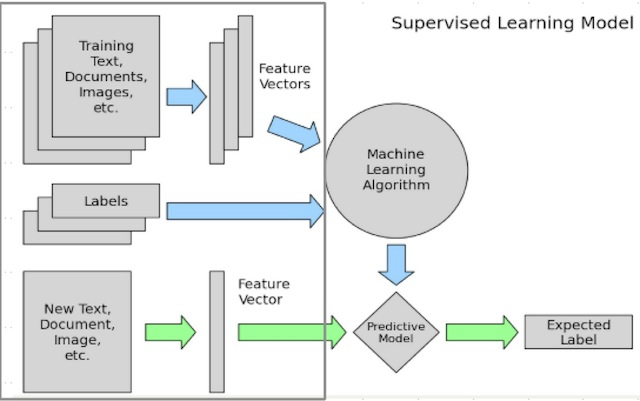 Supervised Learning Model
Training
Text,
Documents,
Images,
etc.
Feature
Vectors
Machine
Learning
Algorithm
Labels
New Text,
Document,
Image,
etc.
Feature
Vector
Predictive
Model
Expected
Label